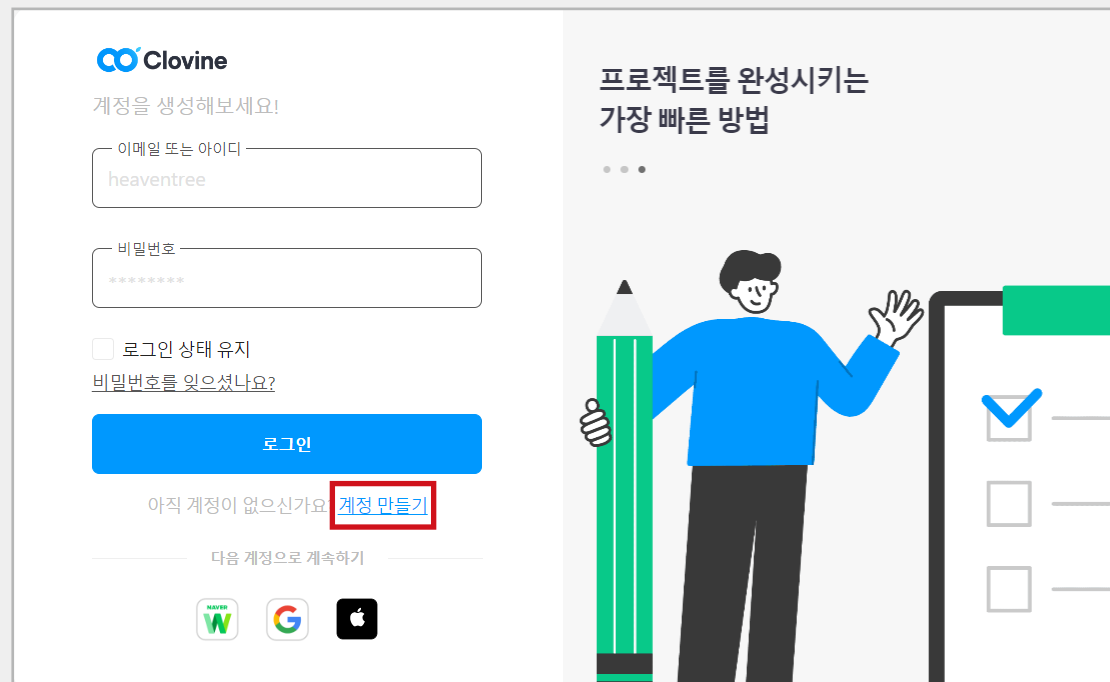 Clovine
계정을 생성해보세요!
이메일 또는 아이디
heaventree
비밀번호
********
로그인 상태 유지
비밀번호를 잊으셨나요?
로그인
아직 계정이 없으신가요? 계정 만들기
다음 계정으로 계속하기
NAVER
W
G
프로젝트를 완성시키는
가장 빠른 방법